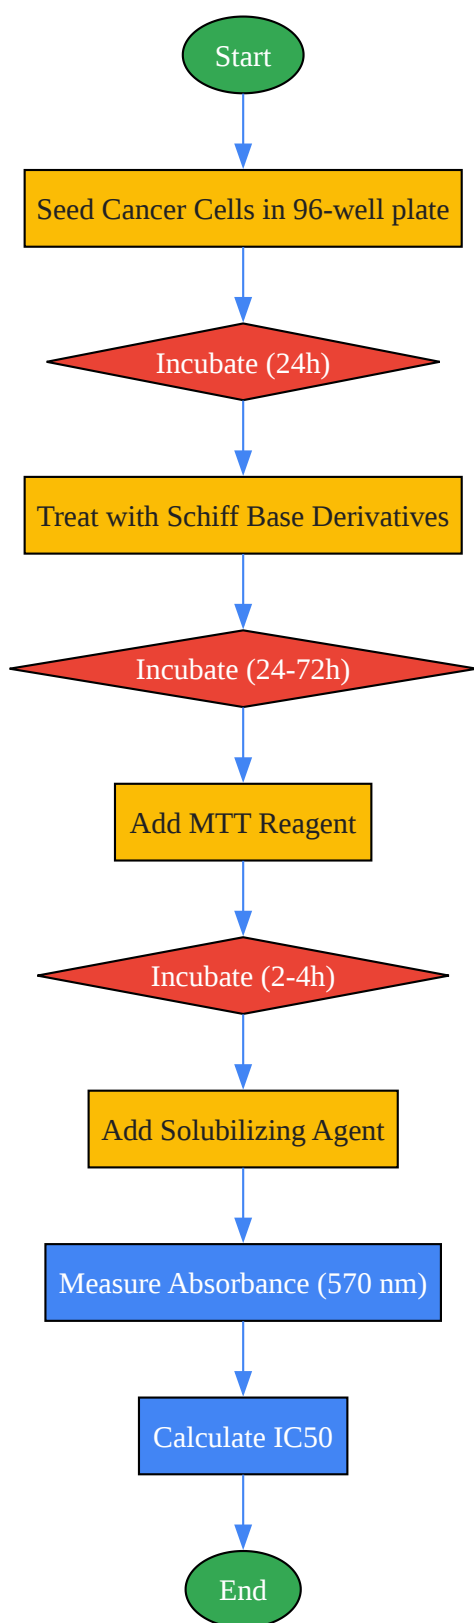 Start
Seed Cancer Cells in 96-well plate
Incubate (24h)
Treat with Schiff Base Derivatives
Incubate (24-72h)
Add MTT Reagent
Incubate (2-4h)
Add Solubilizing Agent
Measure Absorbance (570 nm)
Calculate IC50
End